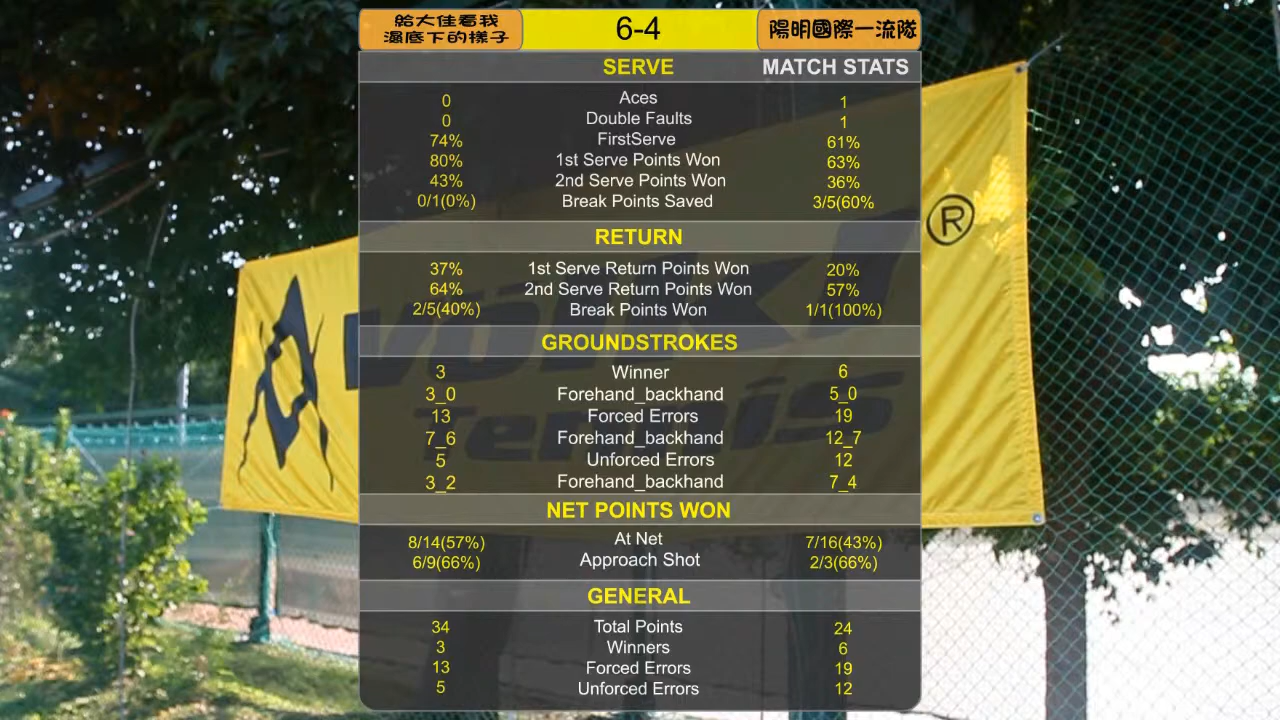 給大佳看我
濕底下的樣子
6-4
陽明國際一流隊
SERVE MATCH STATS
0 Aces 1
0 Double Faults 1
74% FirstServe 61%
80% 1st Serve Points Won 63%
43% 2nd Serve Points Won 36%
0/1(0%) Break Points Saved 3/5(60%
RETURN
37% 1st Serve Return Points Won 20%
64% 2nd Serve Return Points Won 57%
2/5(40%) Break Points Won 1/1(100%)
GROUNDSTROKES
3 Winner 6
3_0 Forehand_backhand 5_0
13 Forced Errors 19
7_6 Forehand_backhand 12_7
5 Unforced Errors 12
3_2 Forehand_backhand 7_4
NET POINTS WON
8/14(57%) At Net 7/16(43%)
6/9(66%) Approach Shot 2/3(66%)
GENERAL
34 Total Points 24
3 Winners 6
13 Forced Errors 19
5 Unforced Errors 12
®
Tennis